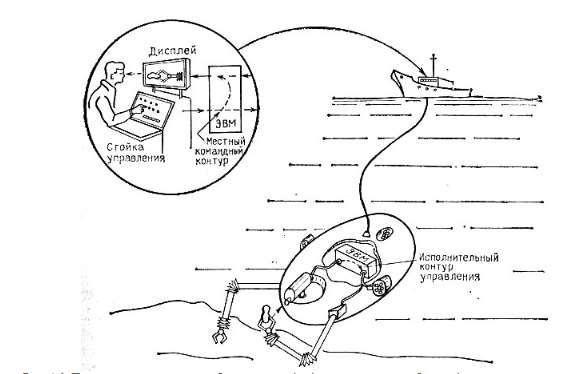 Дисплей
ЭВМ
Стойка
управления
Местный
командный
контур
ЭВМ
Исполнительный
контур
управления